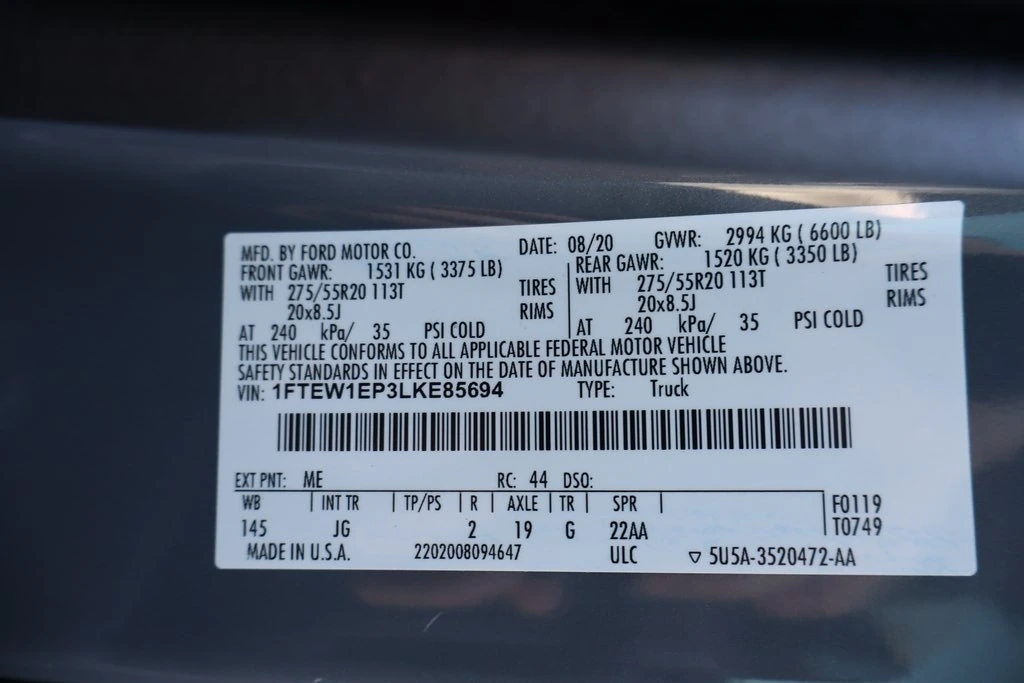 MFD. BY FORD MOTOR CO. DATE: 08/20 GVWR: 2994 KG ( 6600 LB)
FRONT GAWR: 1531 KG ( 3375 LB) REAR GAWR: 1520 KG ( 3350 LB)
WITH 275/55R20 113T TIRES WITH 275/55R20 113T TIRES
20x8.5J RIMS 20x8.5J RIMS
AT 240 kPa/ 35 PSI COLD AT 240 kPa/ 35 PSI COLD
THIS VEHICLE CONFORMS TO ALL APPLICABLE FEDERAL MOTOR VEHICLE
SAFETY STANDARDS IN EFFECT ON THE DATE OF MANUFACTURE SHOWN ABOVE.
VIN: 1FTEW1EP3LKE85694 TYPE: Truck
EXT PNT: ME RC: 44 DSO:
WB INT TR TP/PS R AXLE TR SPR F0119
145 JG 2 19 G 22AA T0749
MADE IN U.S.A. 2202008094647 ULC ▽ 5U5A-3520472-AA